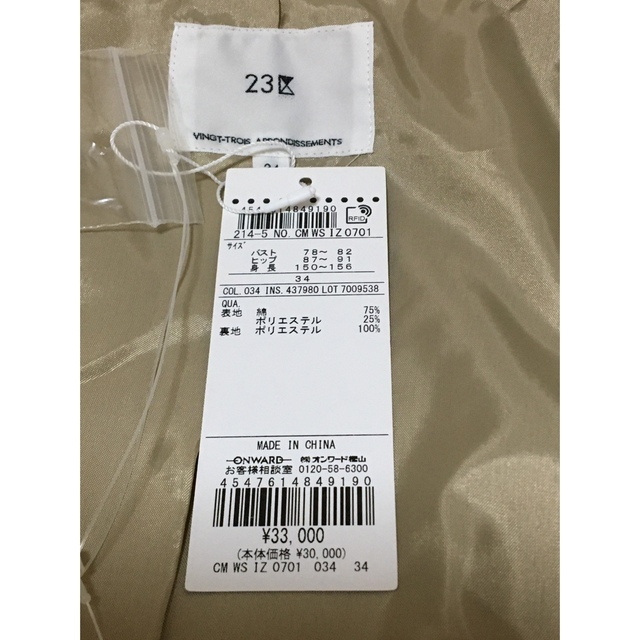 23区
VINGT-TROIS ARRONDISSEMENTS
34
4547614849190
RFID
214-5 NO. CM WS IZ 0701
サイズ
バスト 78～ 82
ヒップ 87～ 91
身長 150～156
34
COL. 034 INS. 437980 LOT 7009538
QUA.
表地 綿 75%
ポリエステル 25%
裏地 ポリエステル 100%
MADE IN CHINA
ONWARD ㈱オンワード樫山
お客様相談室 0120-58-6300
4547614849190
¥33,000
(本体価格 ¥30,000)
CM WS IZ 0701 034 34